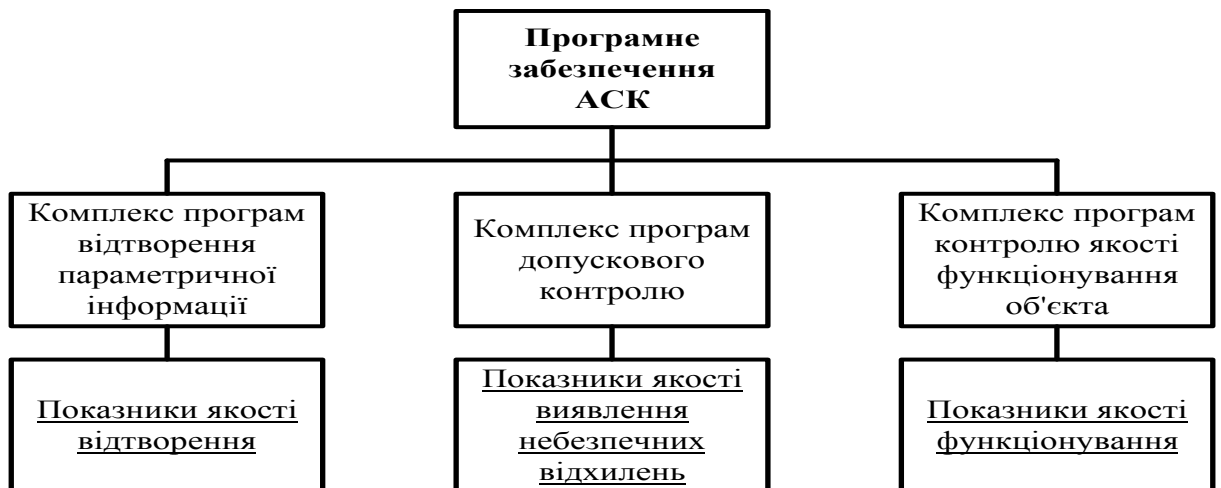 Програмне
забезпечення
АСК
Комплекс програм
відтворення
параметричної
інформації
Комплекс програм
допускового
контролю
Комплекс програм
контролю якості
функціонування
об'єкта
Показники якості
відтворення
Показники якості
виявлення
небезпечних
відхилень
Показники якості
функціонування